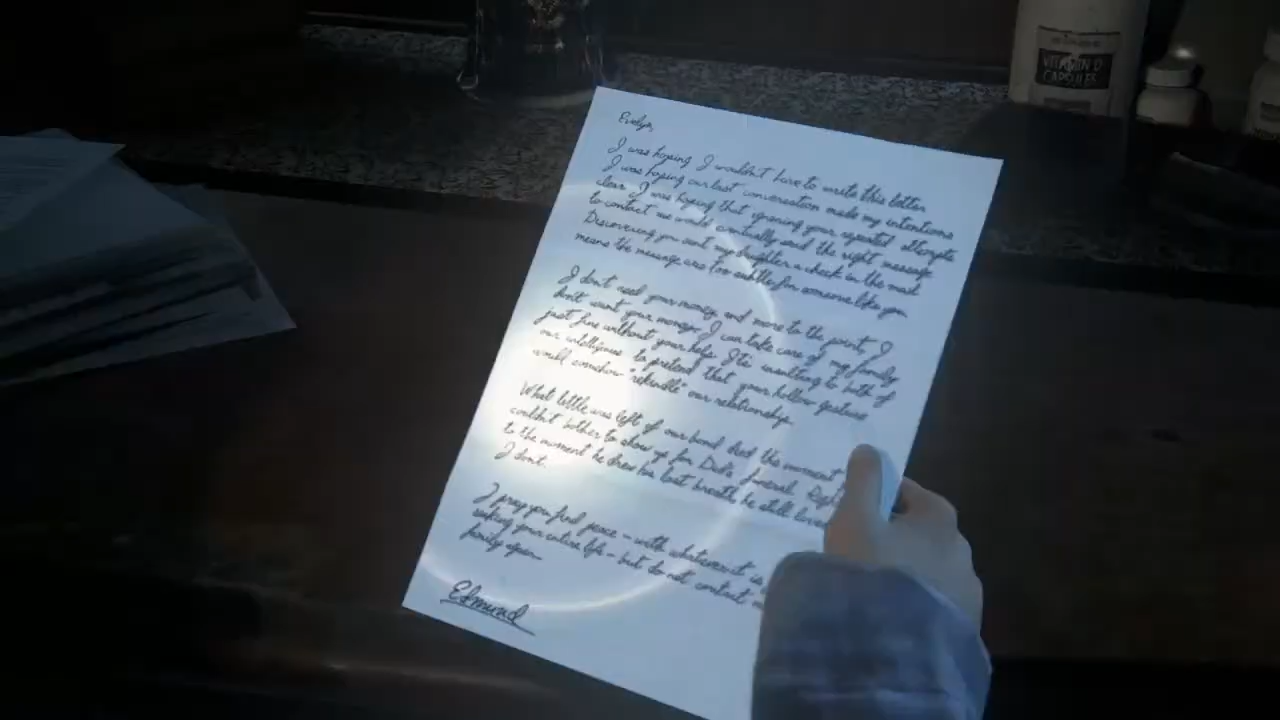 VITAMIN D
CAPSULES
Evelyn,
I was hoping I wouldn't have to write this letter.
I was hoping our last conversation made my intentions
clear. I was hoping that ignoring your repeated attempts
to contact me would eventually send the right message.
Discovering you sent my daughter a check in the mail
means the message was too subtle for someone like you.
I don't need your money, and more to the point, I
don't want your money. I can take care of my family
just fine without your help. It's insulting to both of
our intelligence to pretend that your hollow gesture
would somehow "rekindle" our relationship.
What little was left of our bond died the moment
couldn't bother to show up for Dad's funeral.
to the moment he drew his last breath, he still loved
I don't.
I pray you find peace - with whatever it is
seeking your entire life - but do not contact
family again.
Edmund